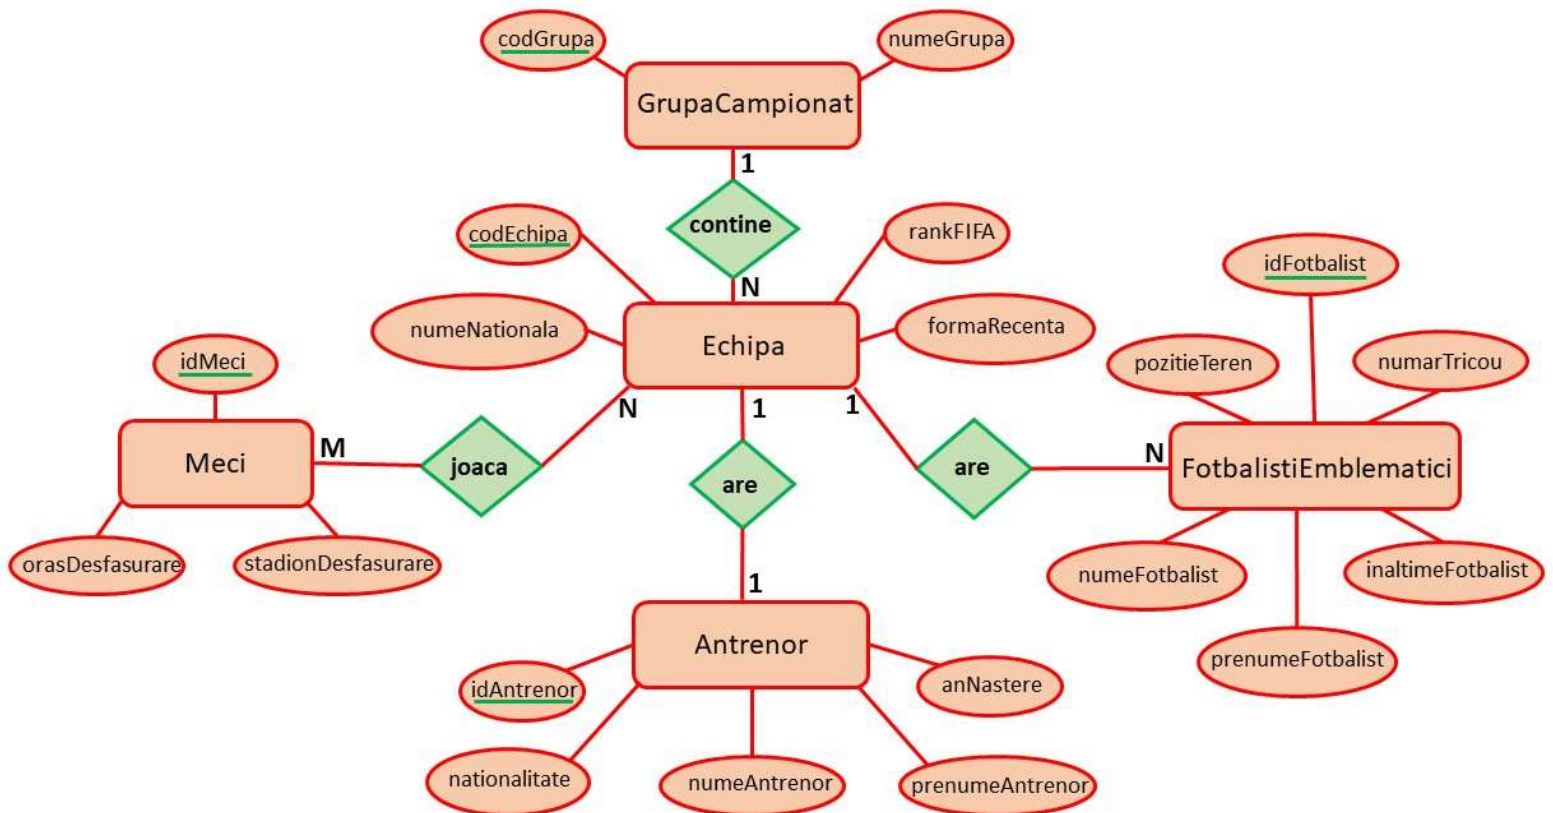 codGrupa
numeGrupa
GrupaCampionat
1
contine
codEchipa
rankFIFA
idFotbalist
N
numeNationala
Echipa
formaRecenta
idMeci
pozitieTeren
numarTricou
N
1
1
Meci
M
joaca
are
are
N
FotbalistiEmblematici
orasDesfasurare
stadionDesfasurare
1
numeFotbalist
inaltimeFotbalist
Antrenor
prenumeFotbalist
idAntrenor
anNastere
nationalitate
numeAntrenor
prenumeAntrenor